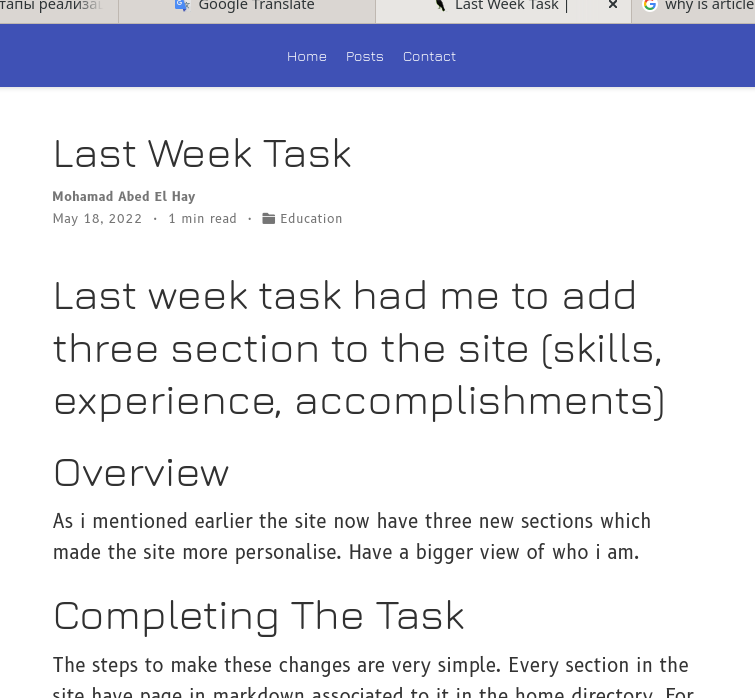 тапы реализа
Google Translate
Last Week Task |
why is article
Home Posts Contact
Last Week Task
Mohamad Abed El Hay
May 18, 2022 · 1 min read · Education
Last week task had me to add
three section to the site (skills,
experience, accomplishments)
Overview
As i mentioned earlier the site now have three new sections which
made the site more personalise. Have a bigger view of who i am.
Completing The Task
The steps to make these changes are very simple. Every section in the
site have page in markdown associated to it in the home directory. For